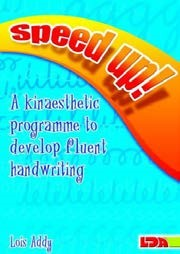 speed up!
A kinaesthetic
programme to
develop fluent
handwriting
Lois Addy
LDA